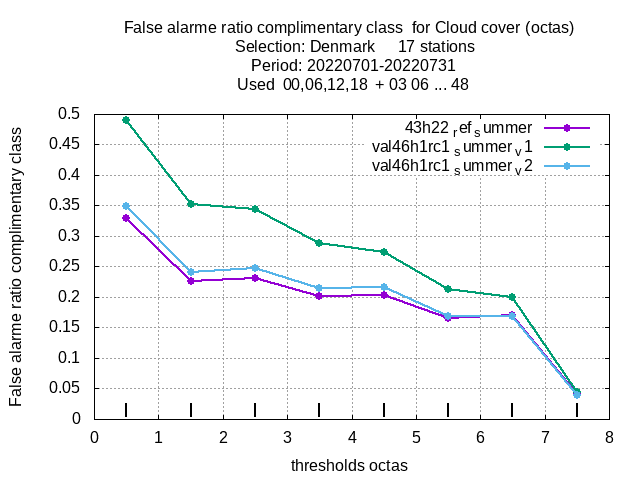 False alarme ratio complimentary class  for Cloud cover (octas)
Selection: Denmark     17 stations
Period: 20220701-20220731
Used  00,06,12,18  + 03 06 ... 48
43h22 ref summer
val46h1rc1 summer v1
val46h1rc1 summer v2
False alarme ratio complimentary class
0.5
0.45
0.4
0.35
0.3
0.25
0.2
0.15
0.1
0.05
0
0 1 2 3 4 5 6 7 8
thresholds octas